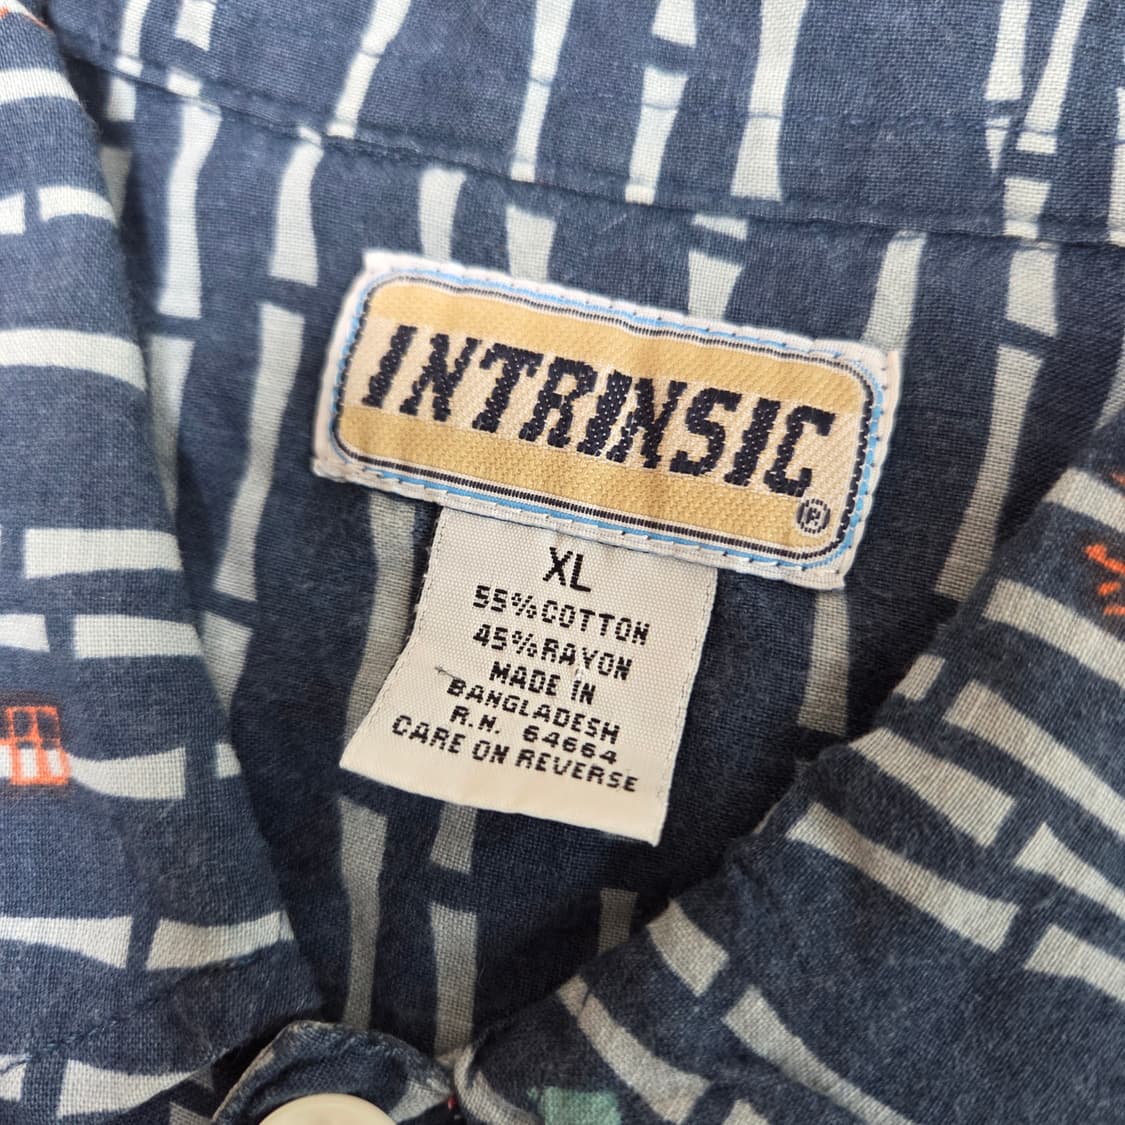 INTRINSIC
®
XL
55%COTTON
45%RAYON
MADE IN
BANGLADESH
R.N. 64664
CARE ON REVERSE